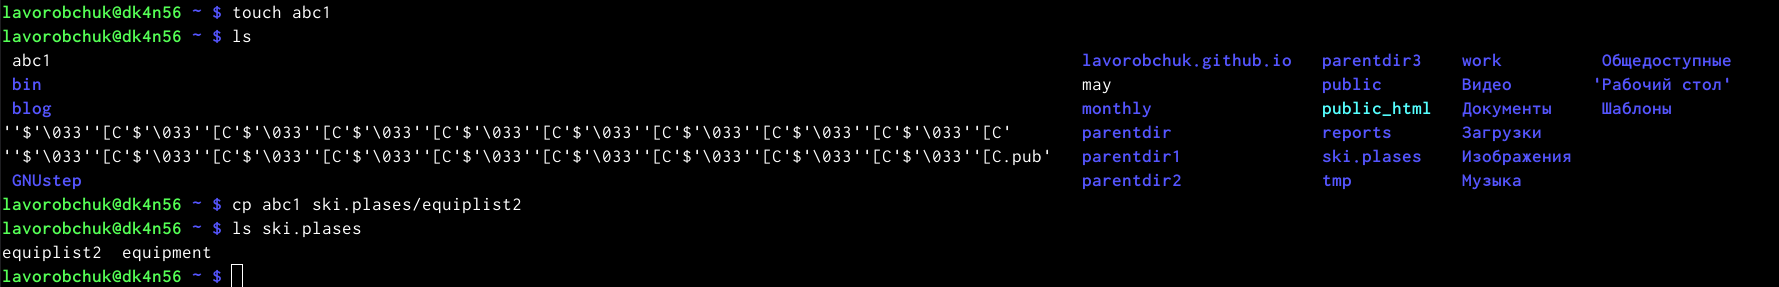 lavorobchuk@dk4n56 ~ $ touch abc1
lavorobchuk@dk4n56 ~ $ ls
abc1 lavorobchuk.github.io parentdir3 work Общедоступные
bin may public Видео 'Рабочий стол'
blog monthly public_html Документы Шаблоны
''$'\033''[C'$'\033''[C'$'\033''[C'$'\033''[C'$'\033''[C'$'\033''[C'$'\033''[C'$'\033''[C'$'\033''[C' parentdir reports Загрузки
''$'\033''[C'$'\033''[C'$'\033''[C'$'\033''[C'$'\033''[C'$'\033''[C'$'\033''[C'$'\033''[C'$'\033''[C.pub' parentdir1 ski.plases Изображения
GNUstep parentdir2 tmp Музыка
lavorobchuk@dk4n56 ~ $ cp abc1 ski.plases/equiplist2
lavorobchuk@dk4n56 ~ $ ls ski.plases
equiplist2 equipment
lavorobchuk@dk4n56 ~ $